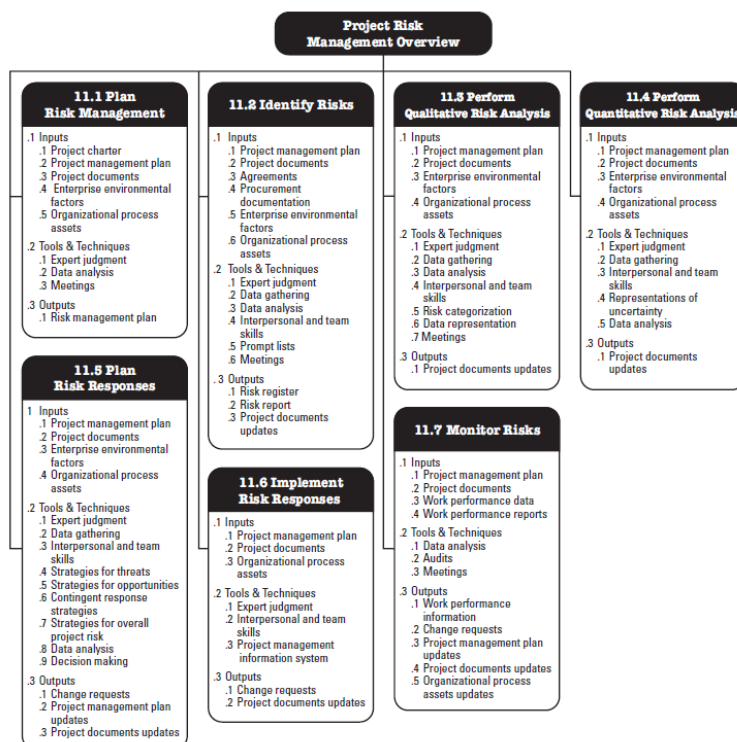 Project Risk
Management Overview
11.1 Plan
Risk Management
.1 Inputs
.1 Project charter
.2 Project management plan
.3 Project documents
.4 Enterprise environmental
factors
.5 Organizational process
assets
.2 Tools & Techniques
.1 Expert judgment
.2 Data analysis
.3 Meetings
.3 Outputs
.1 Risk management plan
11.2 Identify Risks
.1 Inputs
.1 Project management plan
.2 Project documents
.3 Agreements
.4 Procurement
documentation
.5 Enterprise environmental
factors
.6 Organizational process
assets
.2 Tools & Techniques
.1 Expert judgment
.2 Data gathering
.3 Data analysis
.4 Interpersonal and team
skills
.5 Prompt lists
.6 Meetings
.3 Outputs
.1 Risk register
.2 Risk report
.3 Project documents
updates
11.3 Perform
Qualitative Risk Analysis
.1 Inputs
.1 Project management plan
.2 Project documents
.3 Enterprise environmental
factors
.4 Organizational process
assets
.2 Tools & Techniques
.1 Expert judgment
.2 Data gathering
.3 Data analysis
.4 Interpersonal and team
skills
.5 Risk categorization
.6 Data representation
.7 Meetings
.3 Outputs
.1 Project documents updates
11.4 Perform
Quantitative Risk Analysis
.1 Inputs
.1 Project management plan
.2 Project documents
.3 Enterprise environmental
factors
.4 Organizational process
assets
.2 Tools & Techniques
.1 Expert judgment
.2 Data gathering
.3 Interpersonal and team
skills
.4 Representations of
uncertainty
.5 Data analysis
.3 Outputs
.1 Project documents
updates
11.5 Plan
Risk Responses
1 Inputs
.1 Project management plan
.2 Project documents
.3 Enterprise environmental
factors
.4 Organizational process
assets
.2 Tools & Techniques
.1 Expert judgment
.2 Data gathering
.3 Interpersonal and team
skills
.4 Strategies for threats
.5 Strategies for opportunities
.6 Contingent response
strategies
.7 Strategies for overall
project risk
.8 Data analysis
.9 Decision making
.3 Outputs
.1 Change requests
.2 Project management plan
updates
.3 Project documents updates
11.6 Implement
Risk Responses
.1 Inputs
.1 Project management plan
.2 Project documents
.3 Organizational process
assets
.2 Tools & Techniques
.1 Expert judgment
.2 Interpersonal and team
skills
.3 Project management
information system
.3 Outputs
.1 Change requests
.2 Project documents updates
11.7 Monitor Risks
.1 Inputs
.1 Project management plan
.2 Project documents
.3 Work performance data
.4 Work performance reports
.2 Tools & Techniques
.1 Data analysis
.2 Audits
.3 Meetings
.3 Outputs
.1 Work performance
information
.2 Change requests
.3 Project management plan
updates
.4 Project documents updates
.5 Organizational process
assets updates